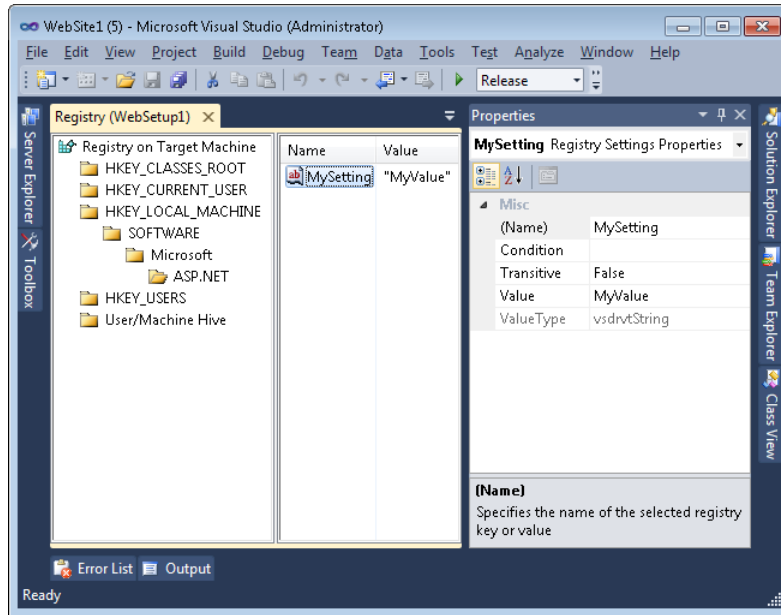 WebSite1 (5) - Microsoft Visual Studio (Administrator)
File Edit View Project Build Debug Team Data Tools Test Analyze Window Help
Release
Server Explorer
Toolbox
Registry (WebSetup1)
Registry on Target Machine
HKEY_CLASSES_ROOT
HKEY_CURRENT_USER
HKEY_LOCAL_MACHINE
SOFTWARE
Microsoft
ASP.NET
HKEY_USERS
User/Machine Hive
Name Value
MySetting "MyValue"
Properties
MySetting Registry Settings Properties
Misc
(Name) MySetting
Condition
Transitive False
Value MyValue
ValueType vsdrvtString
(Name)
Specifies the name of the selected registry
key or value
Solution Explorer
Team Explorer
Class View
Error List Output
Ready